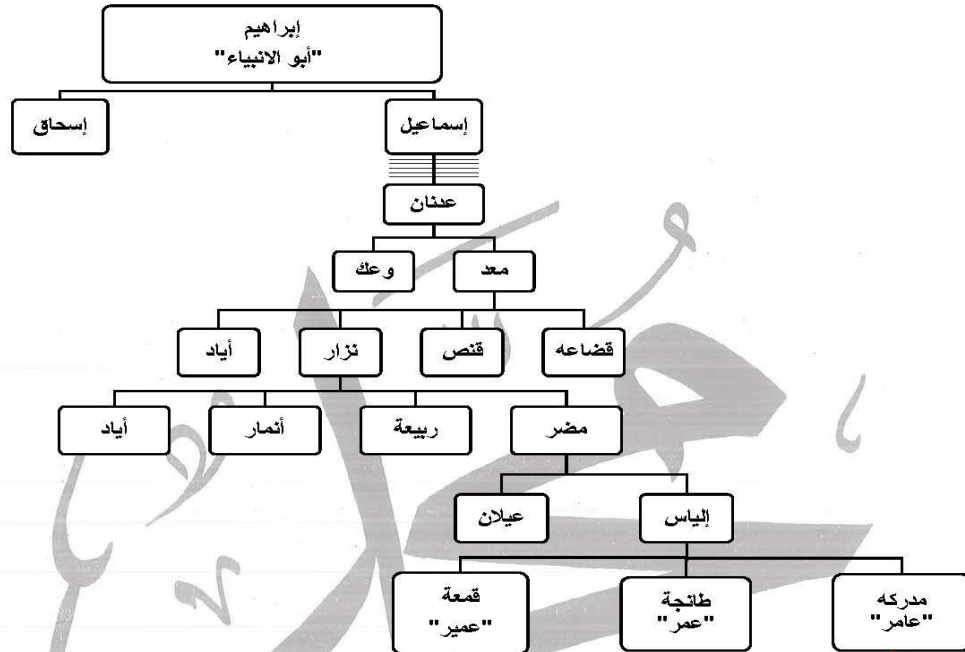 إبراهيم
"أبو الانبياء"
إسماعيل
إسحاق
عدنان
معد
وعك
قضاعه
قنص
نزار
أياد
مضر
ربيعة
أنمار
أياد
إلياس
عيلان
مدركه
"عامر"
طانجة
"عمر"
قمعة
"عمير"